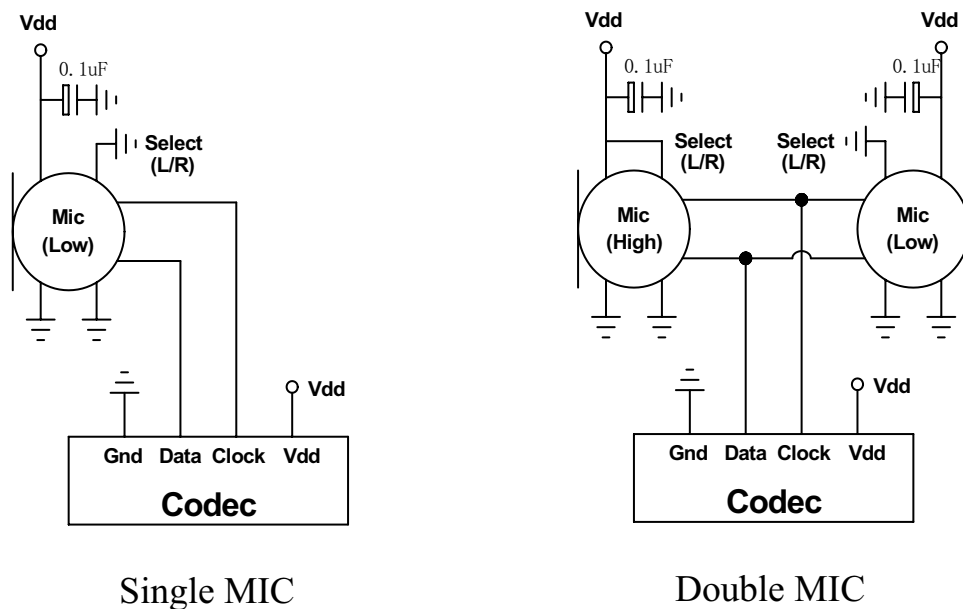 Vdd
0. 1uF
Select
(L/R)
Mic
(Low)
Vdd
Gnd Data Clock Vdd
Codec
Single MIC
Vdd
Vdd
0. 1uF
0. 1uF
Select
(L/R)
Select
(L/R)
Mic
(High)
Mic
(Low)
Vdd
Gnd Data Clock Vdd
Codec
Double MIC